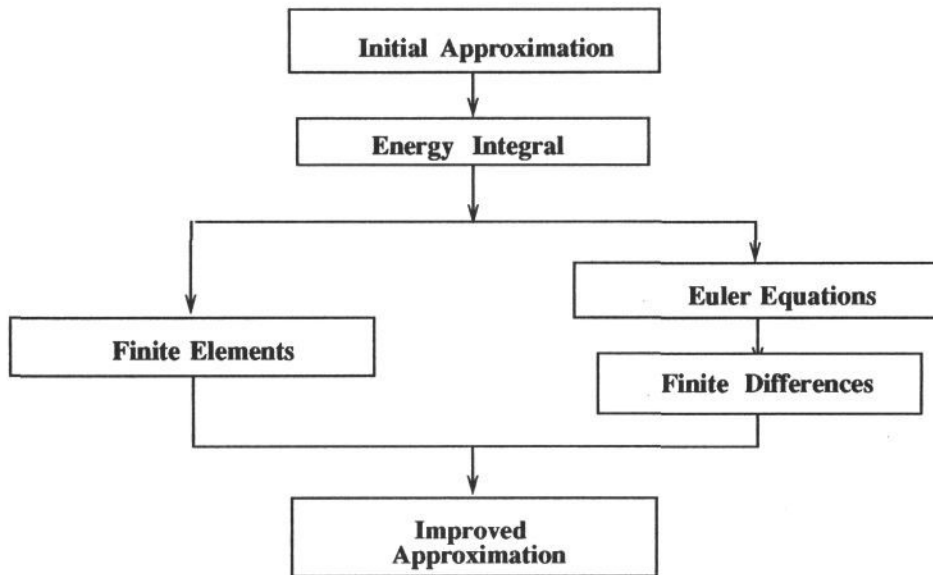 Initial Approximation
Energy Integral
Euler Equations
Finite Elements
Finite Differences
Improved
Approximation